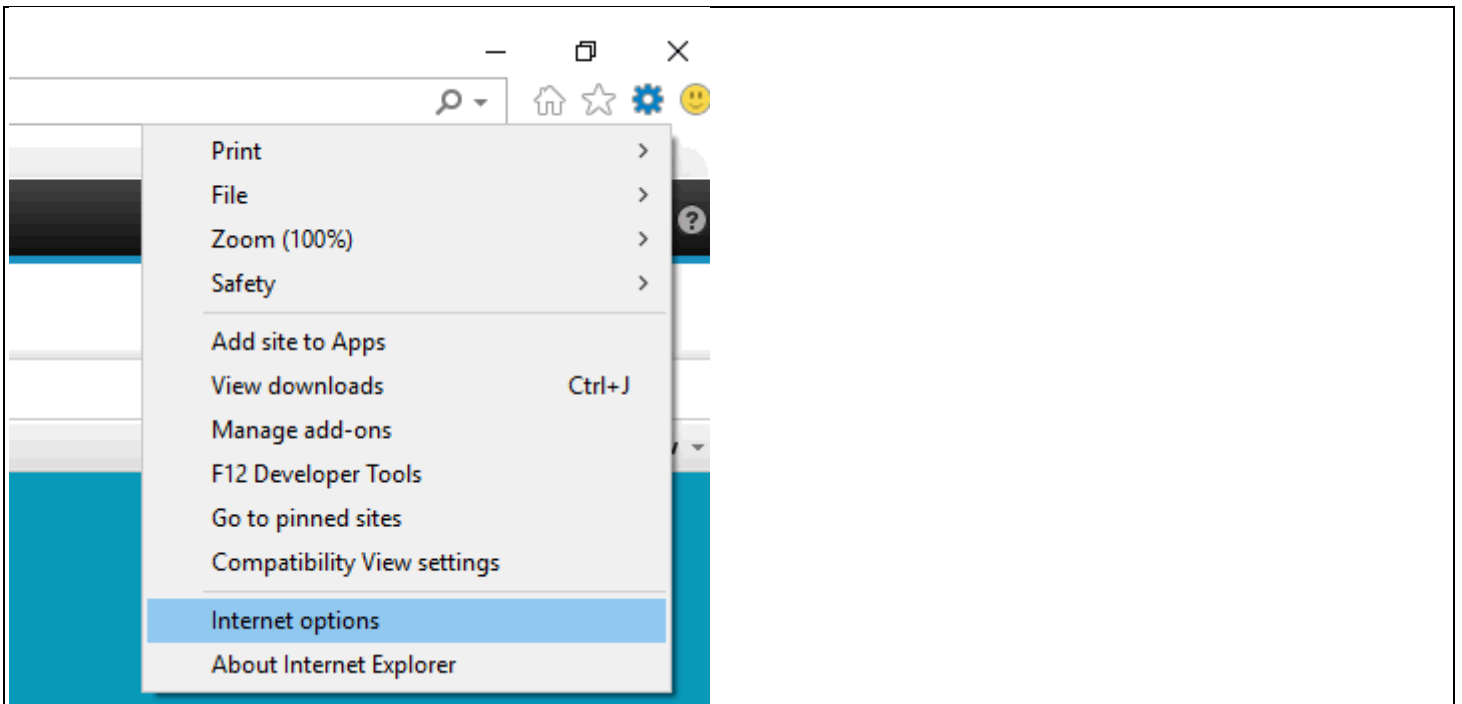 Print
File
Zoom (100%)
Safety
Add site to Apps
View downloads Ctrl+J
Manage add-ons
F12 Developer Tools
Go to pinned sites
Compatibility View settings
Internet options
About Internet Explorer